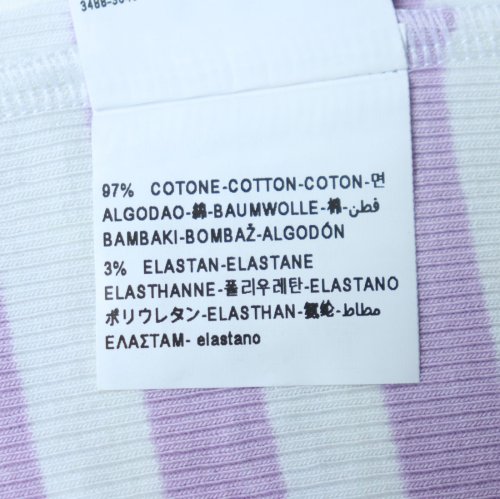 97% COTONE-COTTON-COTON-면
ALGODAO-綿-BAUMWOLLE-棉-قطن
BAMBAKI-BOMBAŽ-ALGODÓN
3% ELASTAN-ELASTANE
ELASTHANNE-폴리우레탄-ELASTANO
ポリウレタン-ELASTHAN-氨纶-مطاط
ΕΛΑΣΤΑΜ- elastano